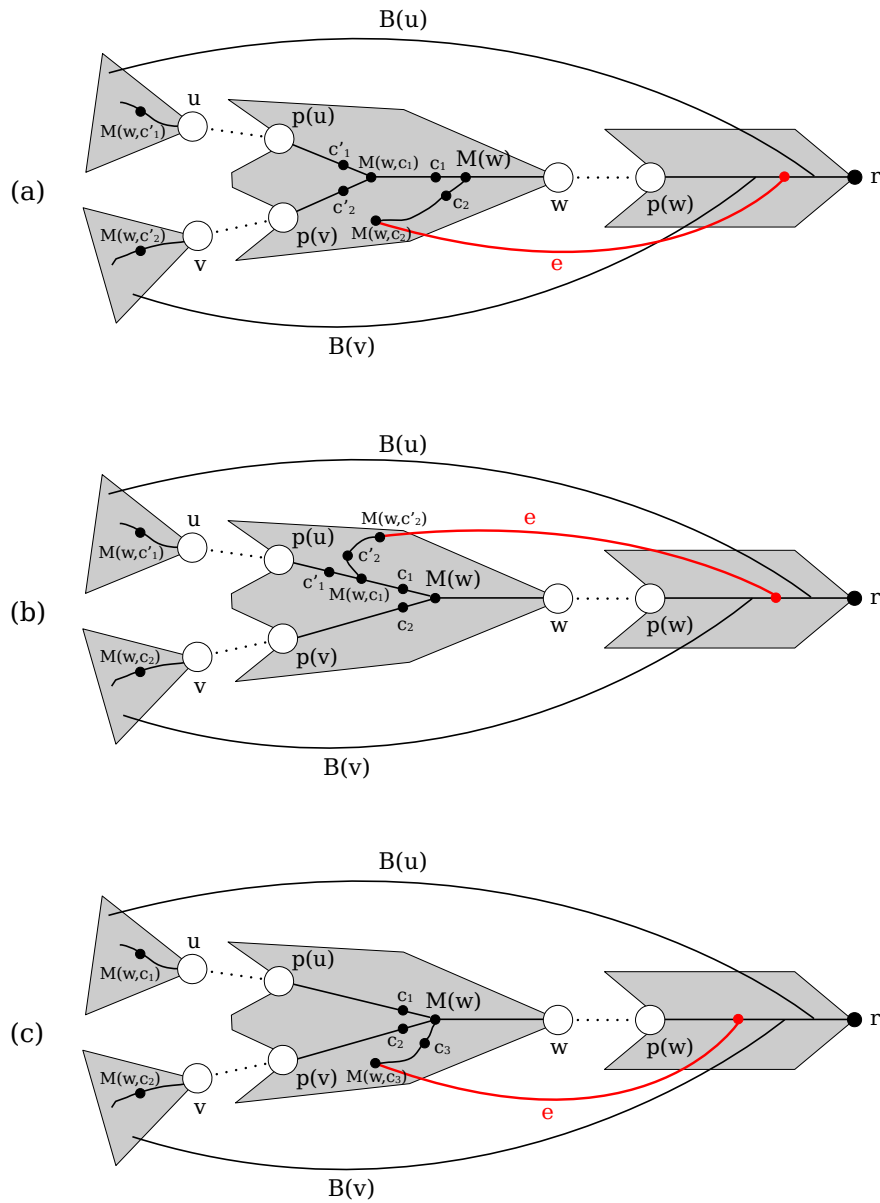 B(u)
u
M(w,c'₁)
p(u)
c'₁
M(w,c₁)
c₁
M(w)
(a)
c'₂
c₂
w
p(w)
r
M(w,c'₂)
v
p(v)
M(w,c₂)
e
B(v)
B(u)
u
M(w,c'₁)
p(u)
M(w,c'₂)
e
c'₂
c'₁
M(w,c₁)
c₁
M(w)
(b)
c₂
w
p(w)
r
M(w,c₂)
v
p(v)
B(v)
B(u)
u
M(w,c₁)
p(u)
c₁
M(w)
(c)
c₂
c₃
w
p(w)
r
M(w,c₂)
v
p(v)
M(w,c₃)
e
B(v)